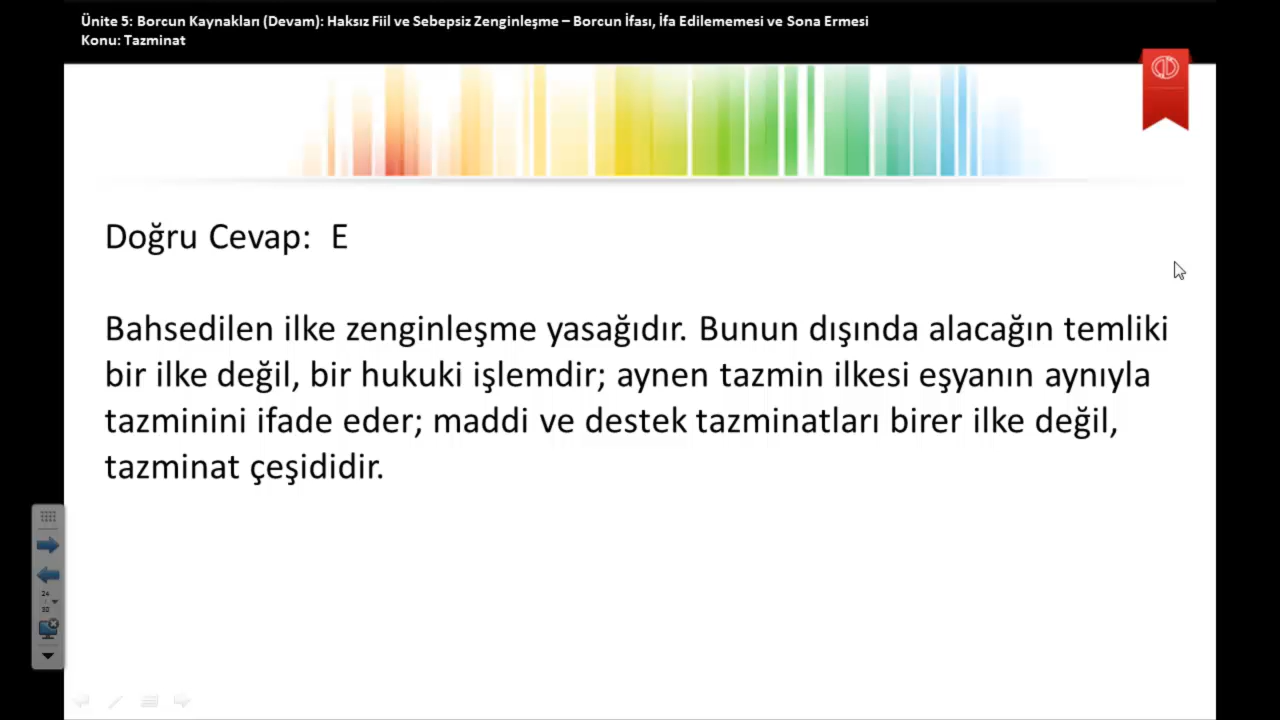 Ünite 5: Borcun Kaynakları (Devam): Haksız Fiil ve Sebepsiz Zenginleşme – Borcun İfası, İfa Edilememesi ve Sona Ermesi
Konu: Tazminat
Doğru Cevap: E
Bahsedilen ilke zenginleşme yasağıdır. Bunun dışında alacağın temliki
bir ilke değil, bir hukuki işlemdir; aynen tazmin ilkesi eşyanın aynıyla
tazminini ifade eder; maddi ve destek tazminatları birer ilke değil,
tazminat çeşididir.